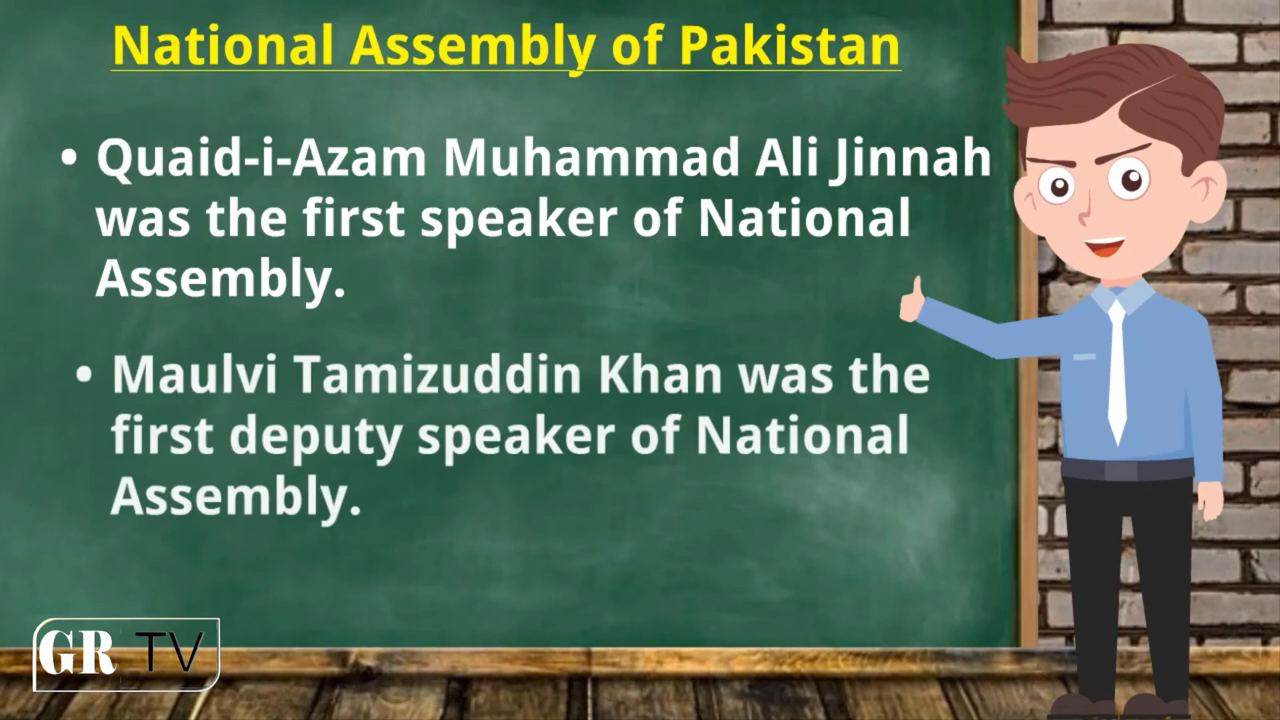 National Assembly of Pakistan
• Quaid-i-Azam Muhammad Ali Jinnah
was the first speaker of National
Assembly.
• Maulvi Tamizuddin Khan was the
first deputy speaker of National
Assembly.
GR TV